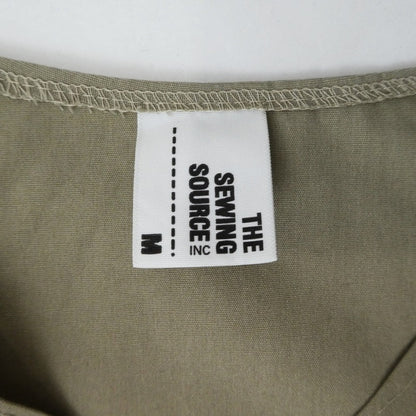 THE
SEWING
SOURCE
INC
M